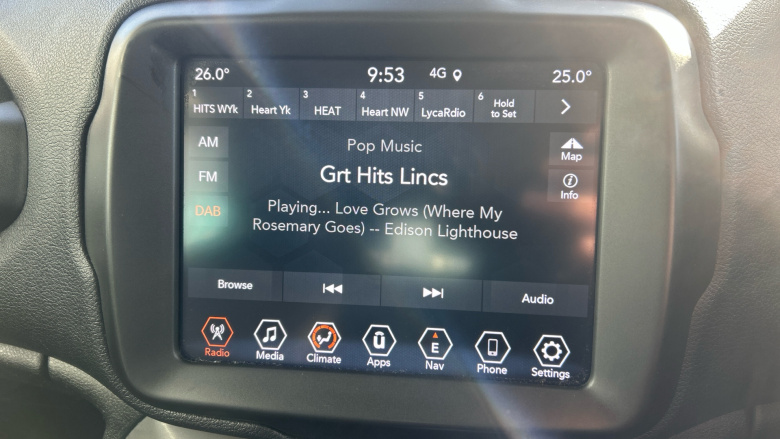 26.0° 9:53 4G 25.0°
1 HITS WYk 2 Heart Yk 3 HEAT 4 Heart NW 5 LycaRdio 6 Hold to Set
AM
Pop Music
Map
FM
Grt Hits Lincs
Info
DAB
Playing... Love Grows (Where My
Rosemary Goes) -- Edison Lighthouse
Browse Audio
Radio Media Climate Apps E Nav Phone Settings